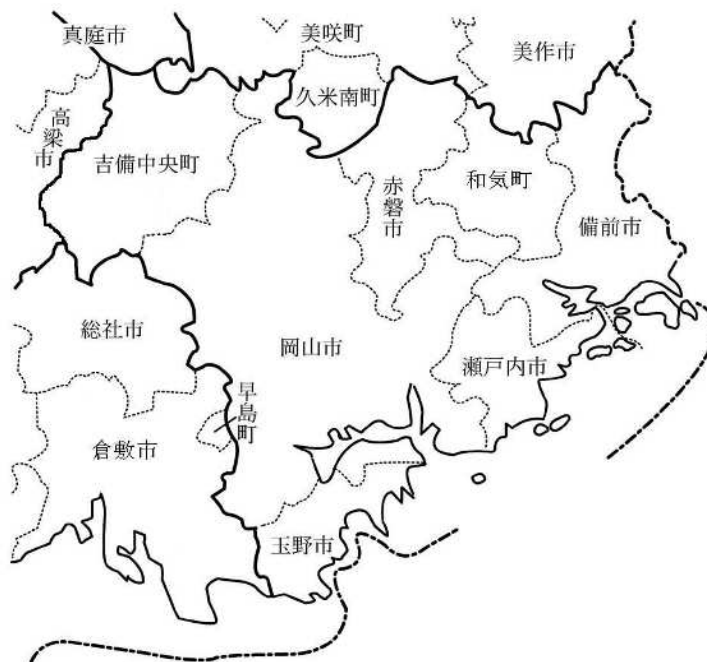 真庭市
美咲町
美作市
久米南町
高梁市
吉備中央町
赤磐市
和気町
備前市
総社市
岡山市
瀬戸内市
早島町
倉敷市
玉野市